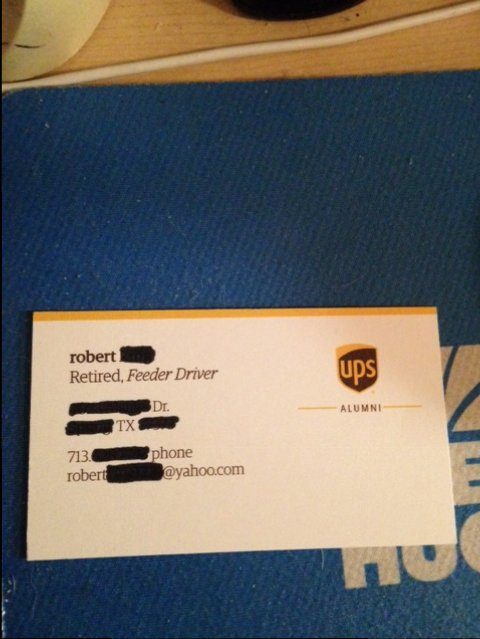 robert
Retired, Feeder Driver
Dr.
TX
713. phone
robert @yahoo.com
ups
ALUMNI